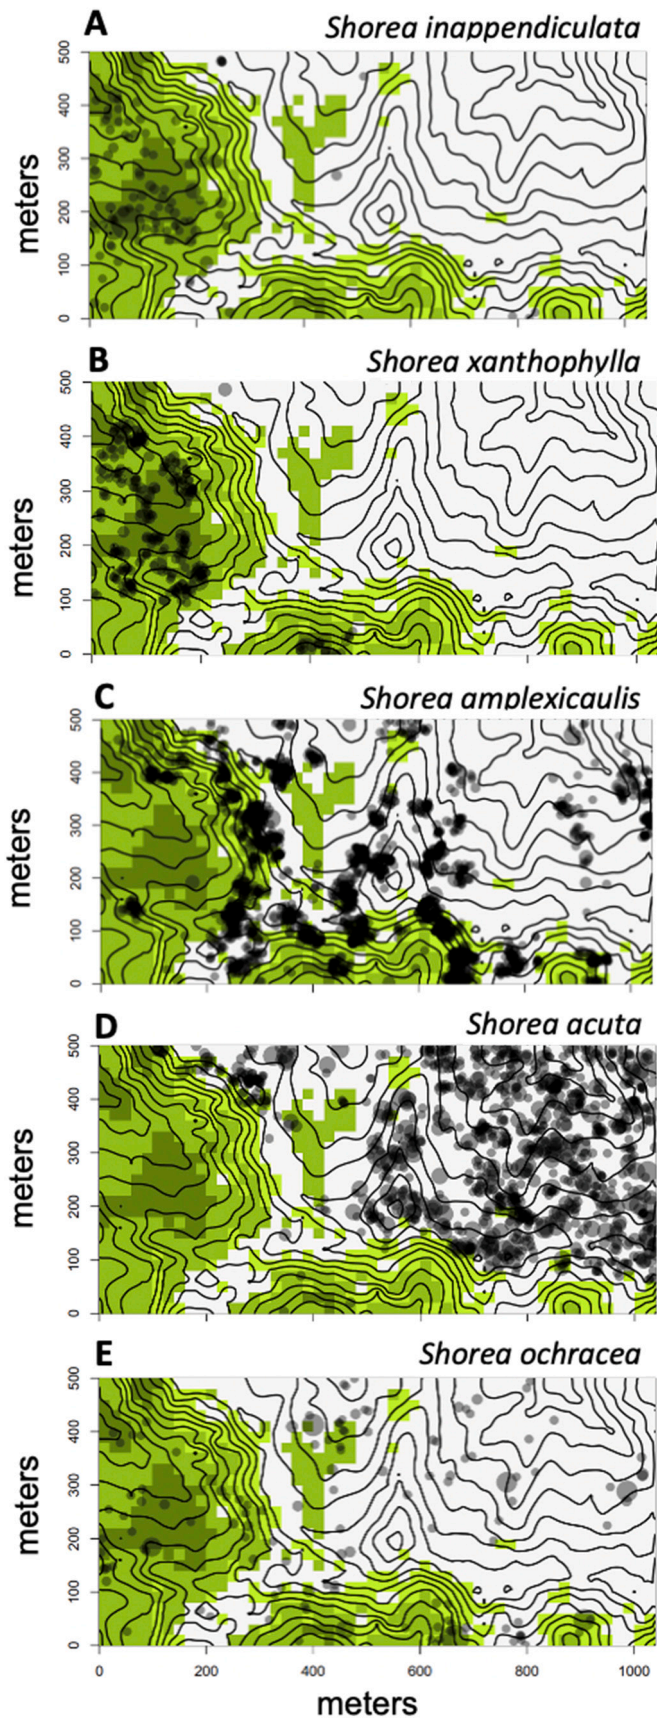 A
Shorea inappendiculata
500
400
300
200
100
0
meters
B
Shorea xanthophylla
500
400
300
200
100
0
meters
C
Shorea amplexicaulis
500
400
300
200
100
0
meters
D
Shorea acuta
500
400
300
200
100
0
meters
E
Shorea ochracea
500
400
300
200
100
0
meters
0 200 400 600 800 1000
meters